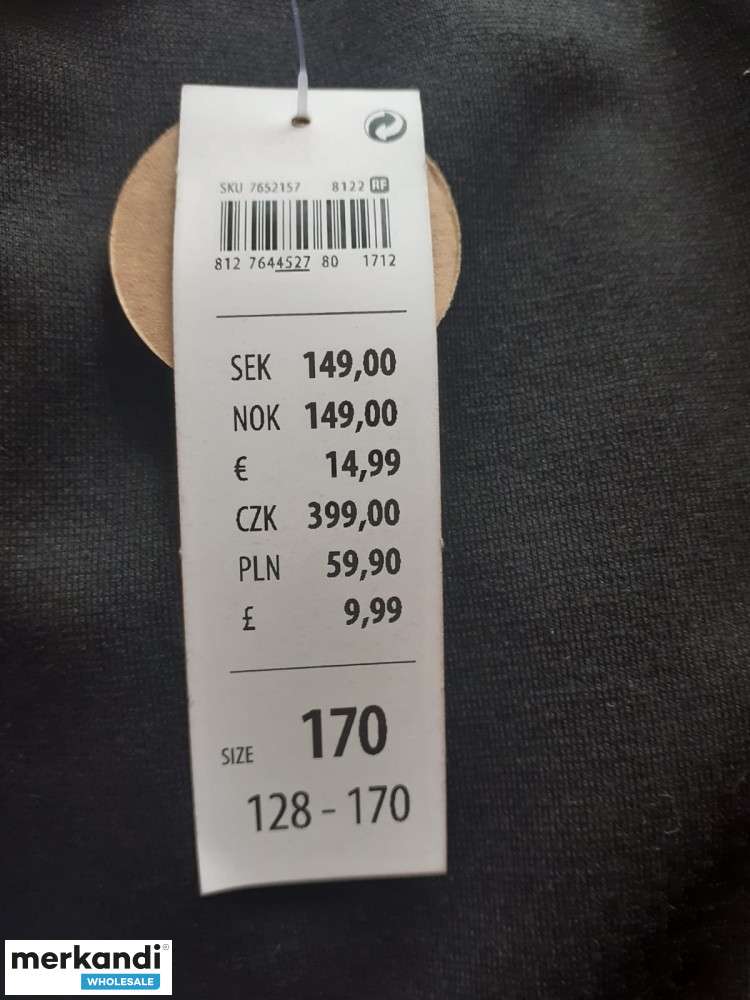 SKU 7652157 8122 RF
812 7644527 80 1712
SEK 149,00
NOK 149,00
€ 14,99
CZK 399,00
PLN 59,90
£ 9,99
SIZE 170
128 - 170
merkandi®
WHOLESALE